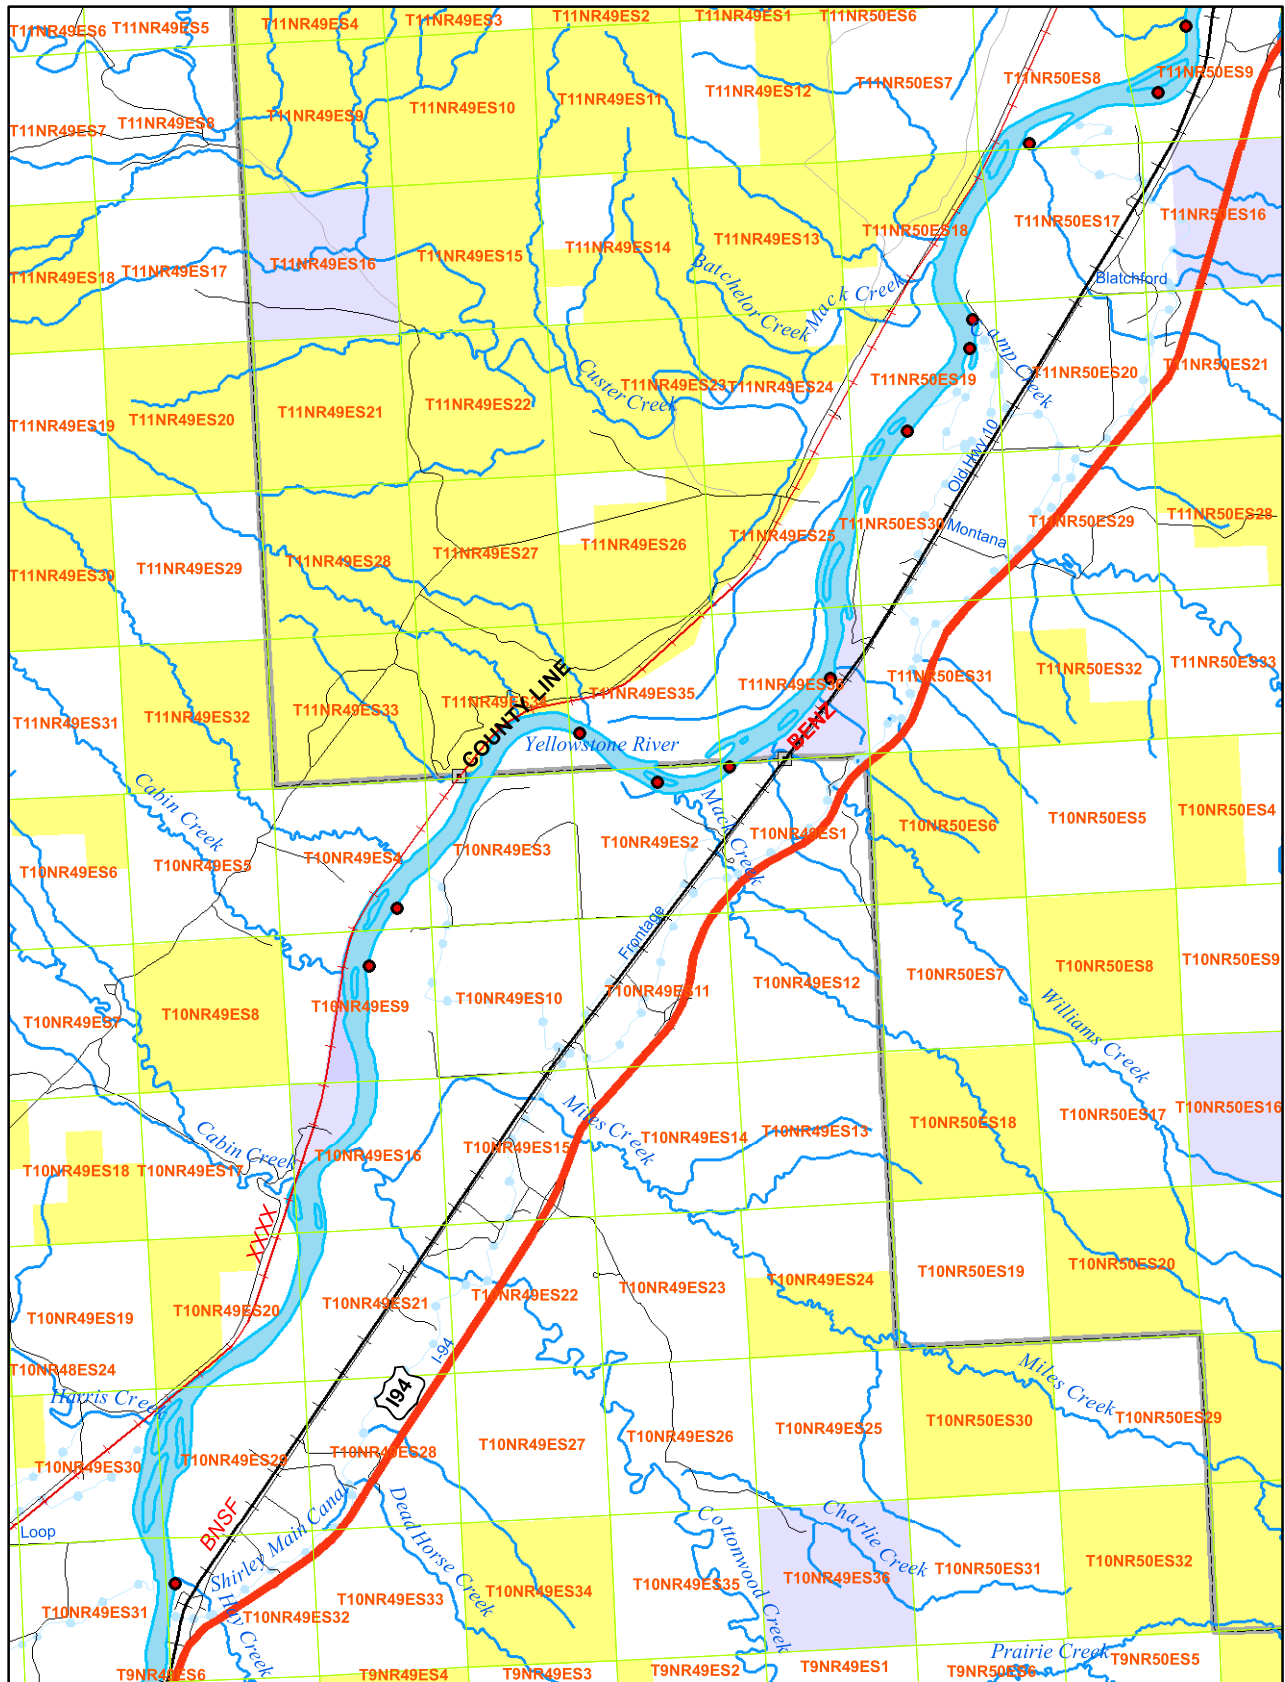 T11NR49ES6
T11NR49ES5
T11NR49ES4
T11NR49ES3
T11NR49ES2
T11NR49ES1
T11NR50ES6
T11NR49ES7
T11NR49ES8
T11NR49ES9
T11NR49ES10
T11NR49ES11
T11NR49ES12
T11NR50ES7
T11NR50ES8
T11NR50ES9
T11NR49ES18
T11NR49ES17
T11NR49ES16
T11NR49ES15
T11NR49ES14
T11NR49ES13
T11NR50ES18
T11NR50ES17
T11NR50ES16
Batchelor Creek
Mack Creek
Blatchford
Camp Creek
Custer Creek
T11NR49ES19
T11NR49ES20
T11NR49ES21
T11NR49ES22
T11NR49ES23
T11NR49ES24
T11NR50ES19
T11NR50ES20
T11NR50ES21
Old Hwy 10
Montana
T11NR49ES30
T11NR49ES29
T11NR49ES28
T11NR49ES27
T11NR49ES26
T11NR49ES25
T11NR50ES30
T11NR50ES29
T11NR50ES28
T11NR49ES31
T11NR49ES32
T11NR49ES33
T11NR49ES34
T11NR49ES35
T11NR49ES36
T11NR50ES31
T11NR50ES32
T11NR50ES33
COUNTY LINE
Yellowstone River
BENZ
Cabin Creek
Mack Creek
T10NR49ES6
T10NR49ES5
T10NR49ES4
T10NR49ES3
T10NR49ES2
T10NR49ES1
T10NR50ES6
T10NR50ES5
T10NR50ES4
Frontage
T10NR49ES7
T10NR49ES8
T10NR49ES9
T10NR49ES10
T10NR49ES11
T10NR49ES12
T10NR50ES7
T10NR50ES8
T10NR50ES9
Williams Creek
Miles Creek
Cabin Creek
T10NR49ES18
T10NR49ES17
T10NR49ES16
T10NR49ES15
T10NR49ES14
T10NR49ES13
T10NR50ES18
T10NR50ES17
T10NR50ES16
XXXX
T10NR49ES19
T10NR49ES20
T10NR49ES21
T10NR49ES22
T10NR49ES23
T10NR49ES24
T10NR50ES19
T10NR50ES20
I-94
I94
T10NR48ES24
Harris Creek
Miles Creek
T10NR49ES30
T10NR49ES29
T10NR49ES28
T10NR49ES27
T10NR49ES26
T10NR49ES25
T10NR50ES30
T10NR50ES29
Loop
BNSF
Shirley Main Canal
Dead Horse Creek
Cottonwood Creek
Charlie Creek
Hay Creek
T10NR49ES31
T10NR49ES32
T10NR49ES33
T10NR49ES34
T10NR49ES35
T10NR49ES36
T10NR50ES31
T10NR50ES32
Prairie Creek
T9NR49ES6
T9NR49ES4
T9NR49ES3
T9NR49ES2
T9NR49ES1
T9NR50ES6
T9NR50ES5